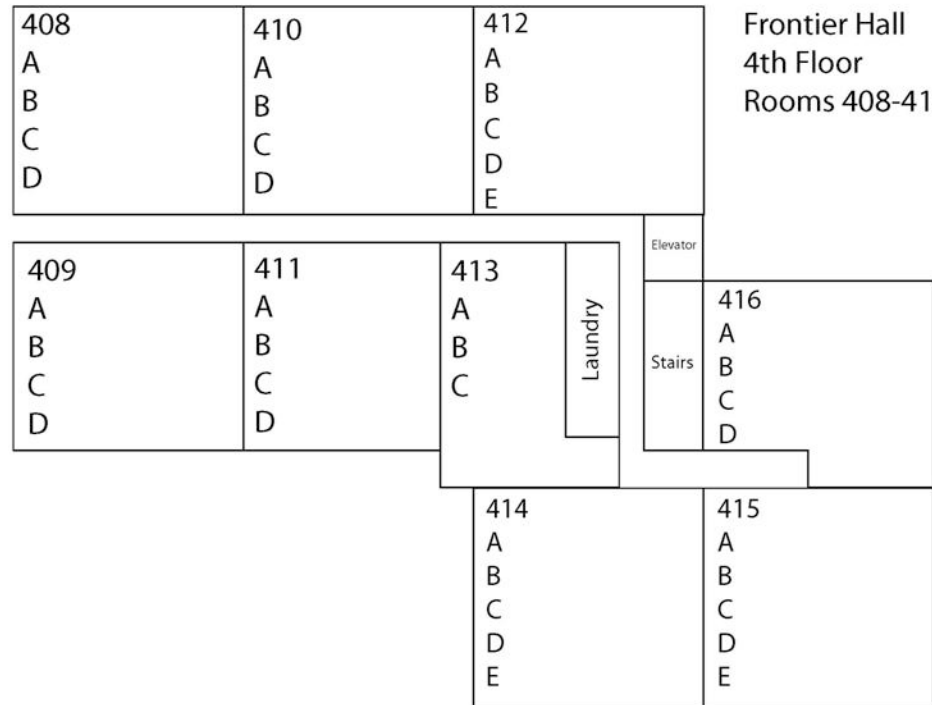 408
A
B
C
D
410
A
B
C
D
412
A
B
C
D
E
Frontier Hall
4th Floor
Rooms 408-41
Elevator
409
A
B
C
D
411
A
B
C
D
413
A
B
C
Laundry
Stairs
416
A
B
C
D
414
A
B
C
D
E
415
A
B
C
D
E